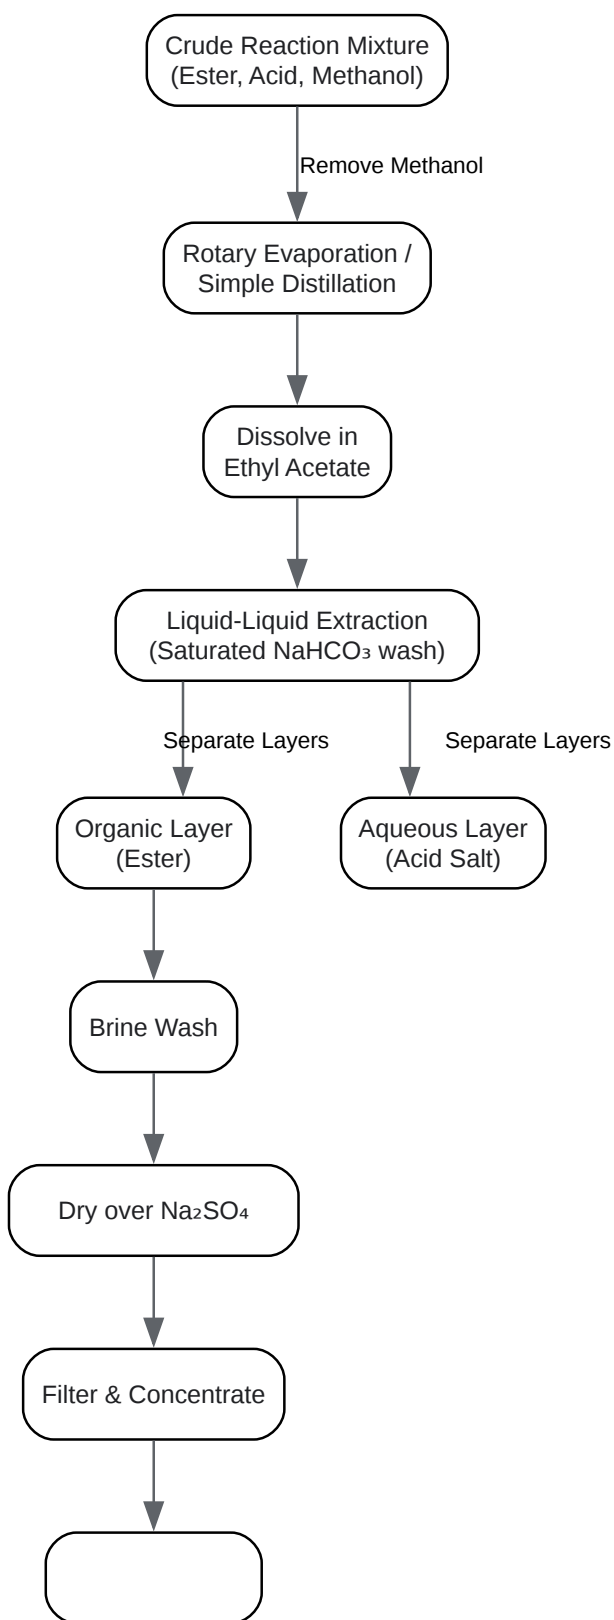 Crude Reaction Mixture
(Ester, Acid, Methanol)
Remove Methanol
Rotary Evaporation /
Simple Distillation
Dissolve in
Ethyl Acetate
Liquid-Liquid Extraction
(Saturated NaHCO₃ wash)
Separate Layers
Separate Layers
Organic Layer
(Ester)
Aqueous Layer
(Acid Salt)
Brine Wash
Dry over Na₂SO₄
Filter & Concentrate